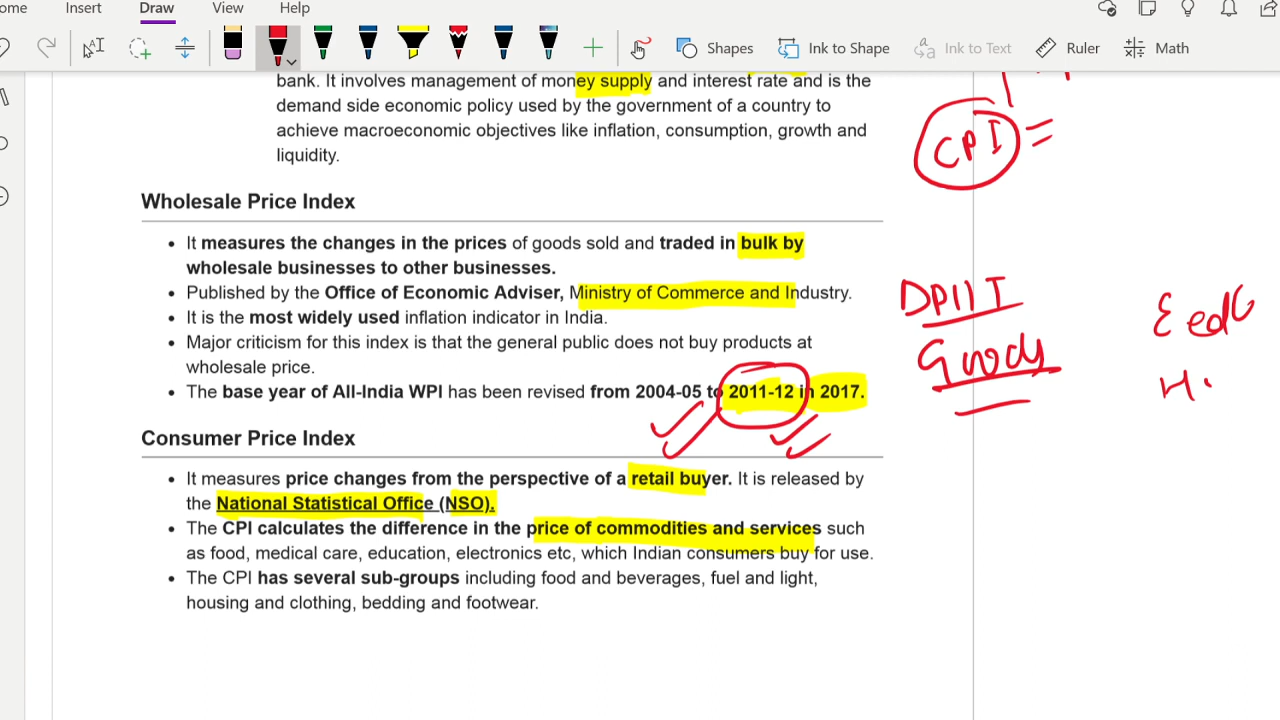 ome Insert Draw View Help
Shapes Ink to Shape Ink to Text Ruler Math
bank. It involves management of money supply and interest rate and is the
demand side economic policy used by the government of a country to
achieve macroeconomic objectives like inflation, consumption, growth and
liquidity.
CPI =
Wholesale Price Index
• It measures the changes in the prices of goods sold and traded in bulk by
wholesale businesses to other businesses.
• Published by the Office of Economic Adviser, Ministry of Commerce and Industry.
DPIIT
• It is the most widely used inflation indicator in India.
• Major criticism for this index is that the general public does not buy products at
wholesale price.
Goods
• The base year of All-India WPI has been revised from 2004-05 to 2011-12 in 2017.
Consumer Price Index
• It measures price changes from the perspective of a retail buyer. It is released by
the National Statistical Office (NSO).
• The CPI calculates the difference in the price of commodities and services such
as food, medical care, education, electronics etc, which Indian consumers buy for use.
• The CPI has several sub-groups including food and beverages, fuel and light,
housing and clothing, bedding and footwear.